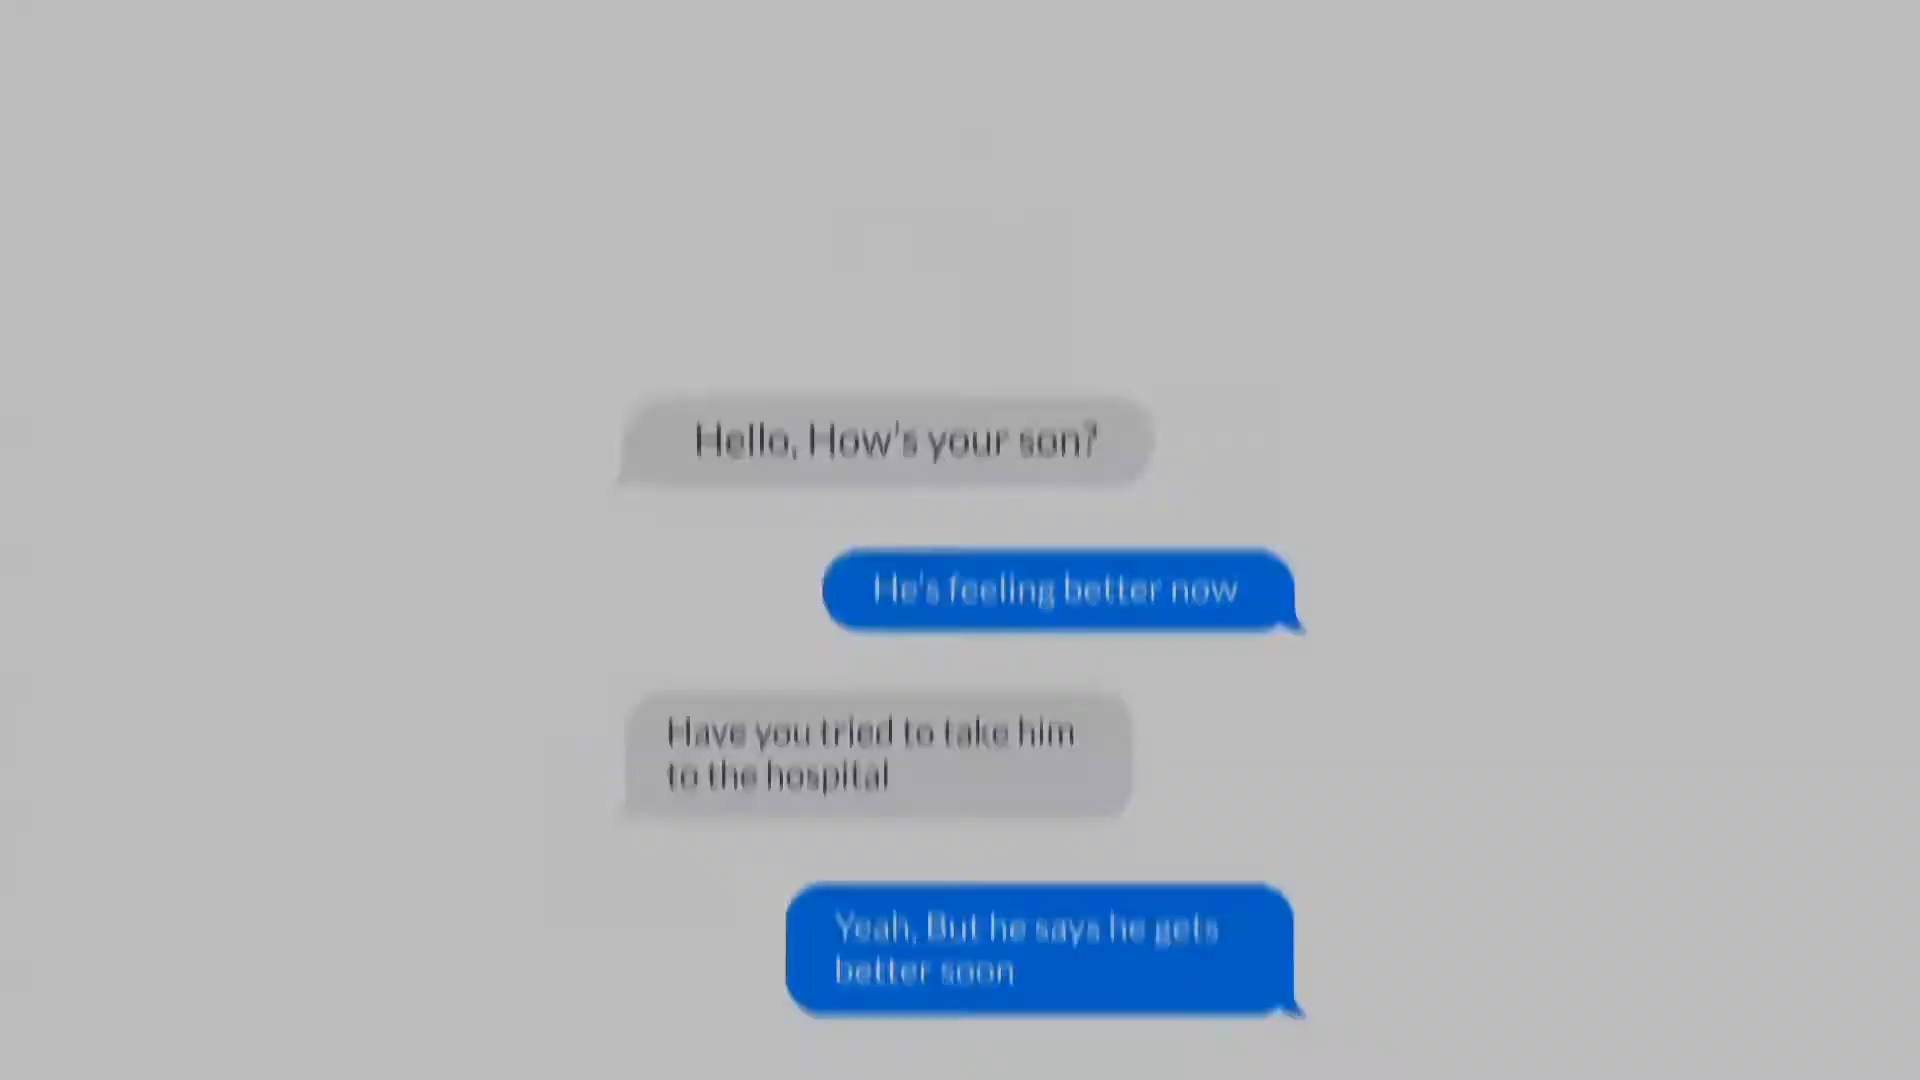 Hello, How's your son?
He's feeling better now
Have you tried to take him
to the hospital
Yeah, But he says he gets
better soon